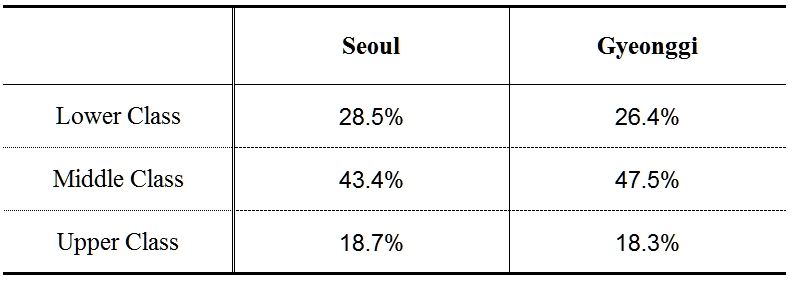 Seoul Gyeonggi
Lower Class 28.5% 26.4%
Middle Class 43.4% 47.5%
Upper Class 18.7% 18.3%